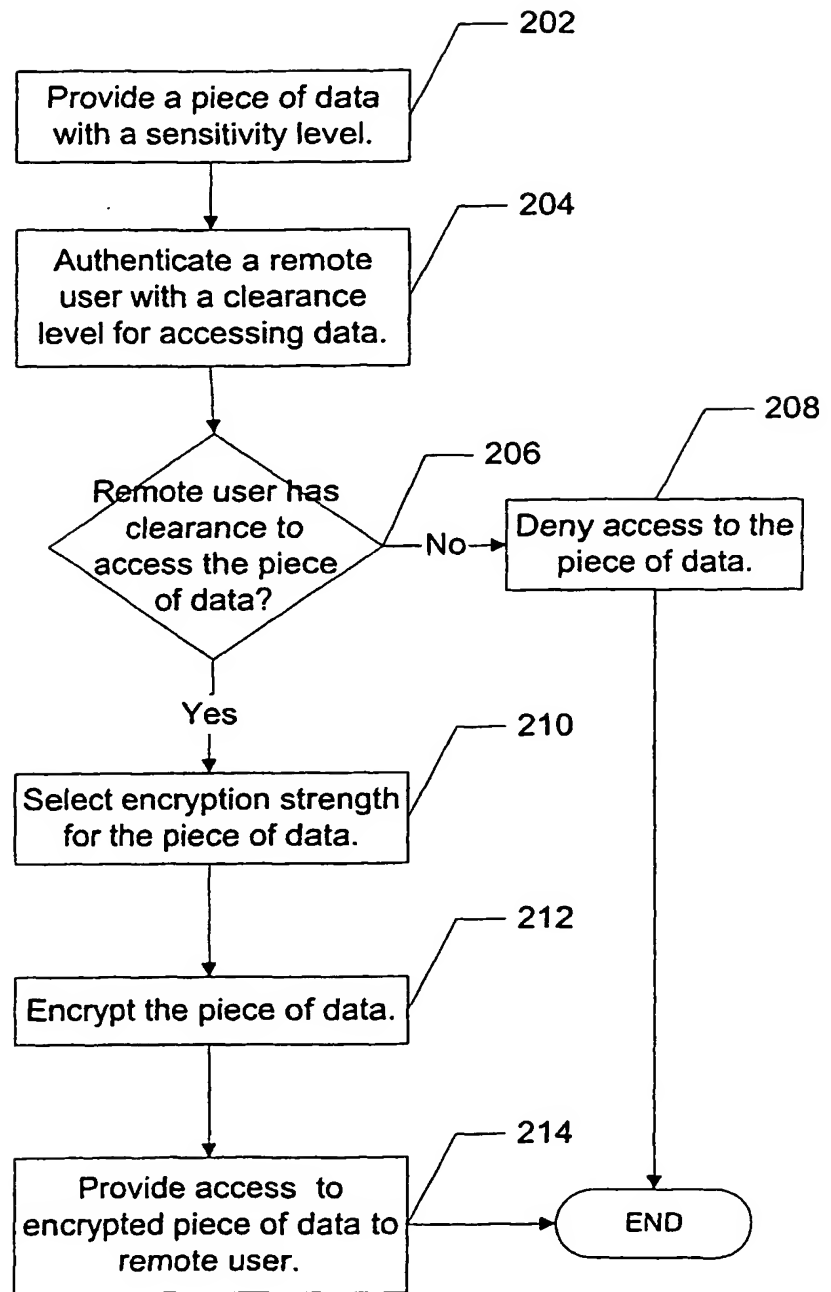 202
Provide a piece of data
with a sensitivity level.
204
Authenticate a remote
user with a clearance
level for accessing data.
208
206
Remote user has
clearance to
access the piece
of data?
No
Deny access to the
piece of data.
Yes
210
Select encryption strength
for the piece of data.
212
Encrypt the piece of data.
214
Provide access to
encrypted piece of data to
remote user.
END